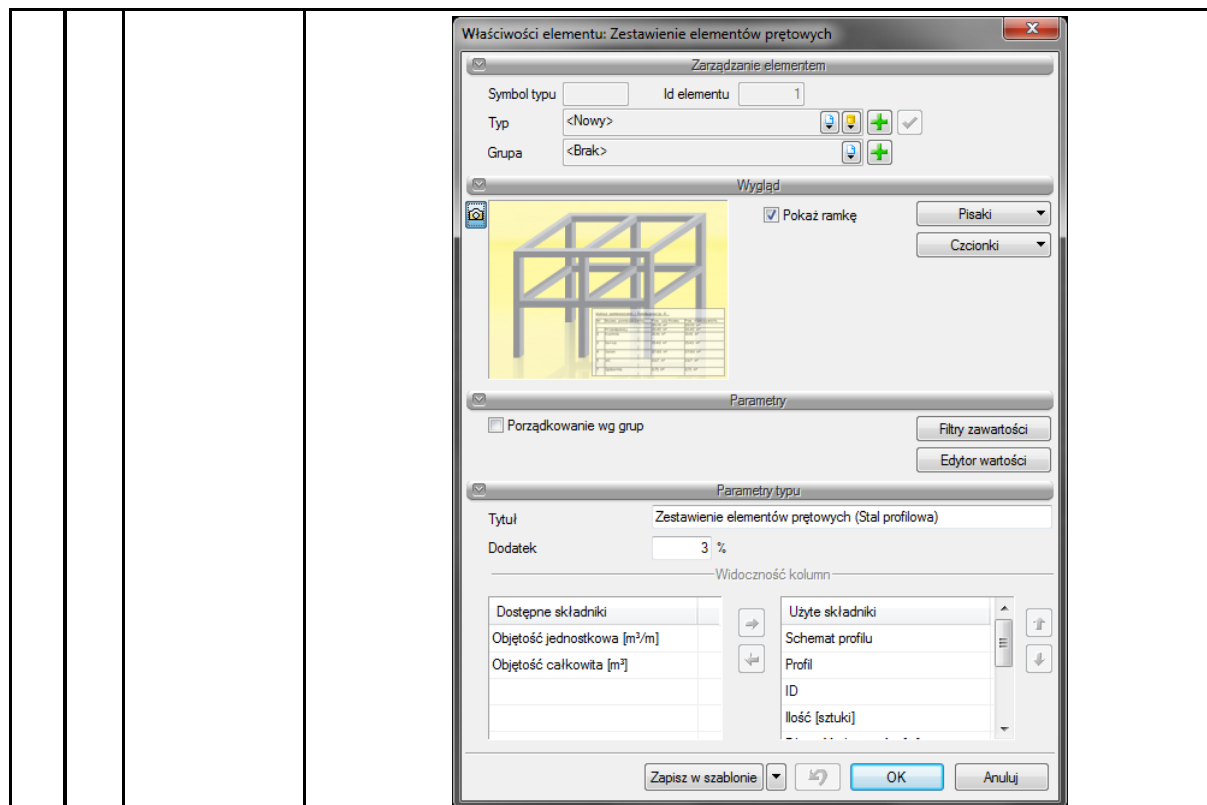 Właściwości elementu: Zestawienie elementów prętowych
Zarządzanie elementem
Symbol typu
Id elementu 1
Typ <Nowy>
Grupa <Brak>
Wygląd
Pokaż ramkę
Pisaki
Czcionki
Parametry
Porządkowanie wg grup
Filtry zawartości
Edytor wartości
Parametry typu
Tytuł Zestawienie elementów prętowych (Stal profilowa)
Dodatek 3 %
Widoczność kolumn
Dostępne składniki
Objętość jednostkowa [m³/m]
Objętość całkowita [m³]
Użyte składniki
Schemat profilu
Profil
ID
Ilość [sztuki]
Zapisz w szablonie
OK
Anuluj